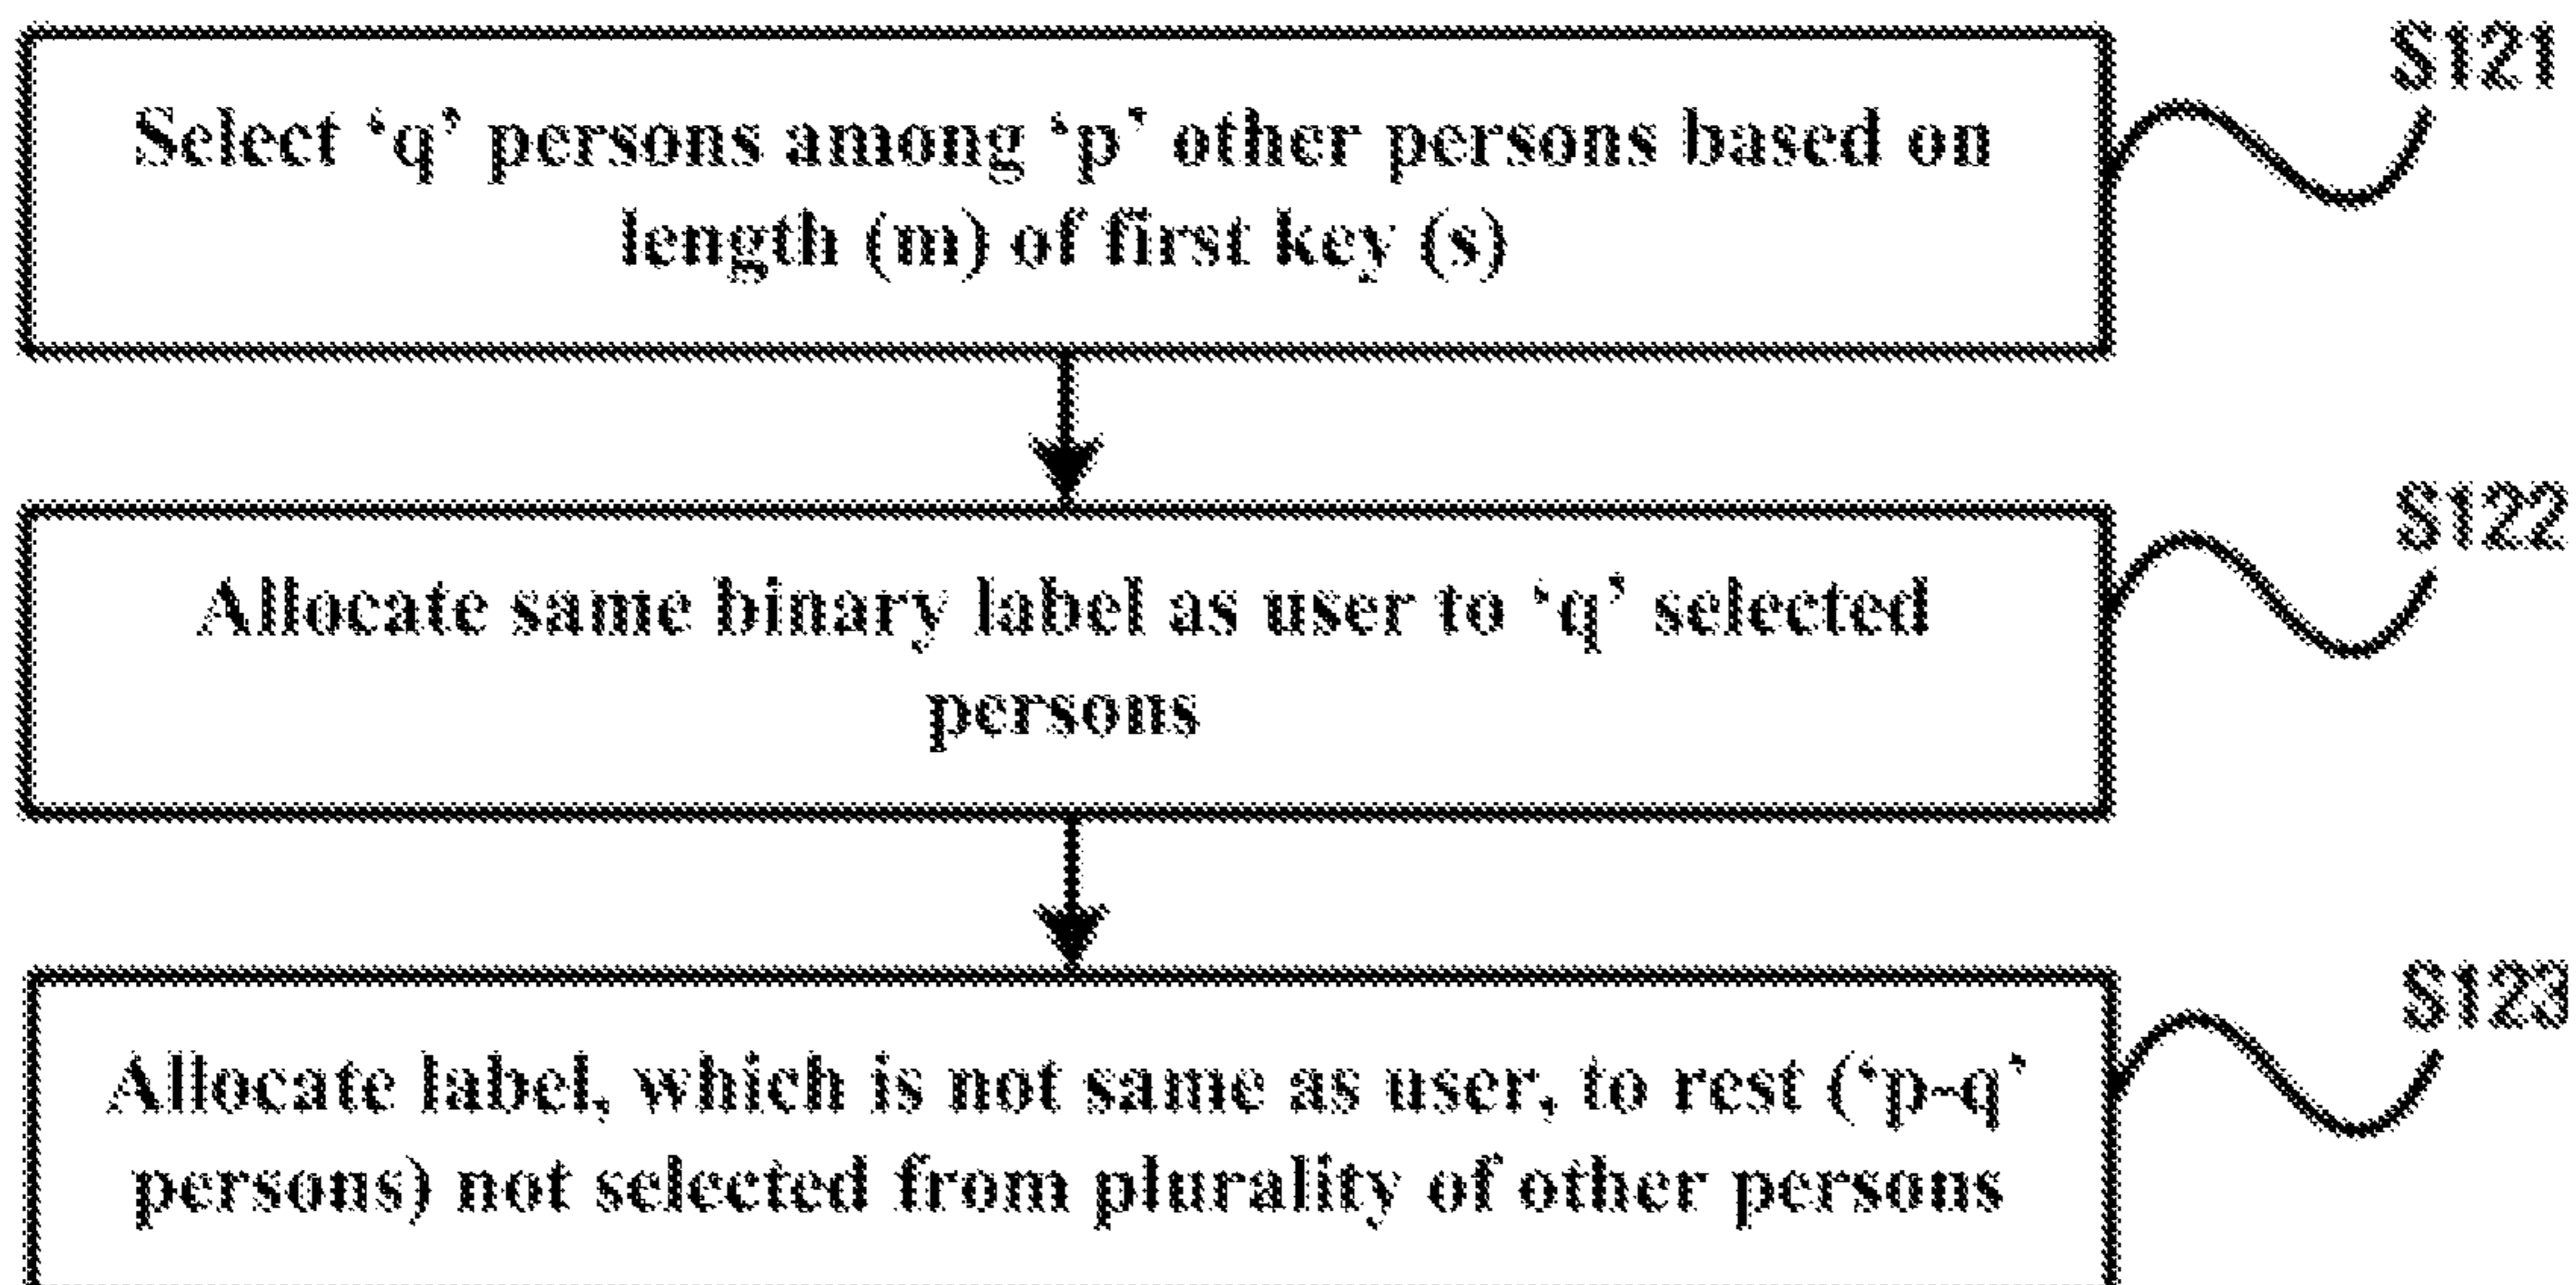 S121
Select ‘q’ persons among ‘p’ other persons based on
length (m) of first key (s)
S122
Allocate same binary label as user to ‘q’ selected
persons
S123
Allocate label, which is not same as user, to rest (‘p-q’
persons) not selected from plurality of other persons